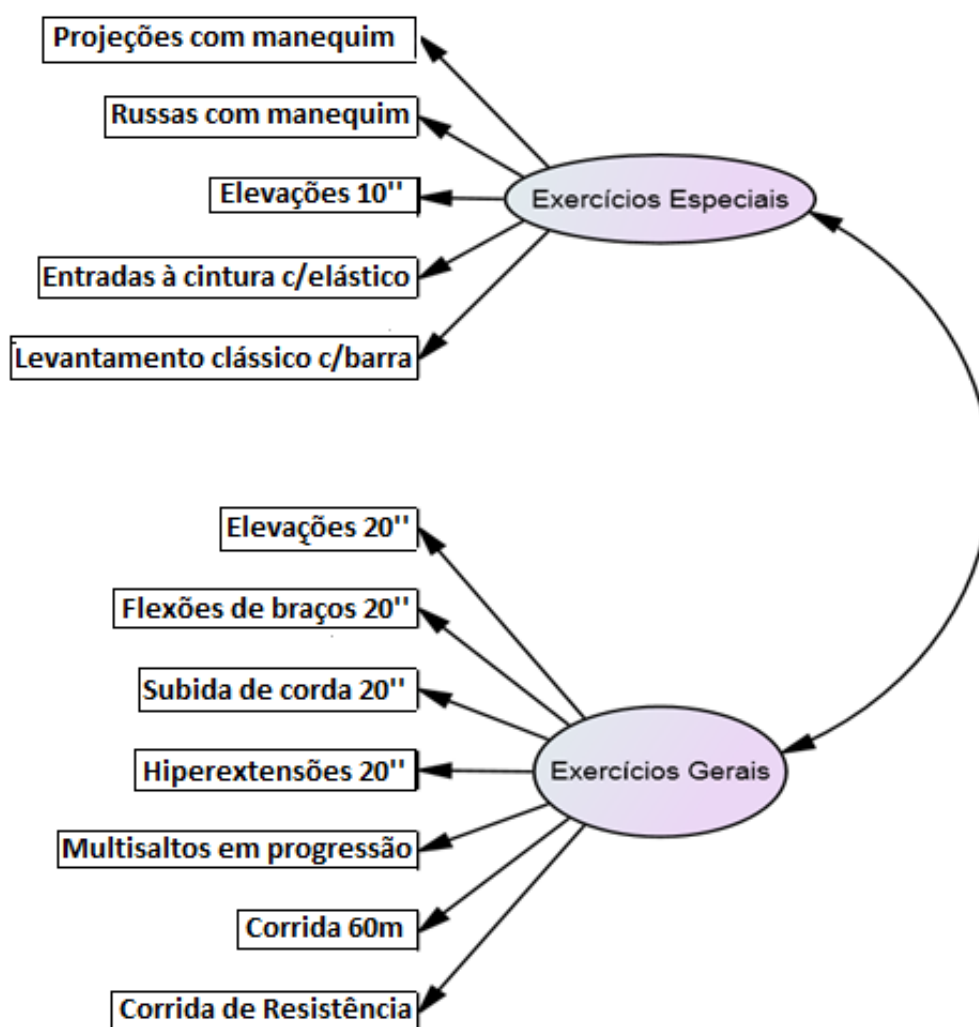 Projeções com manequim
Russas com manequim
Elevações 10''
Exercícios Especiais
Entradas à cintura c/elástico
Levantamento clássico c/barra
Elevações 20''
Flexões de braços 20''
Subida de corda 20''
Hiperextensões 20''
Exercícios Gerais
Multisaltos em progressão
Corrida 60m
Corrida de Resistência